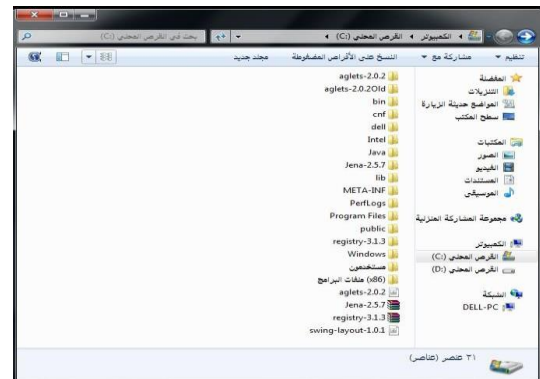 الكمبيوتر ◂ القرص المحلي (C:) ◂
بحث في القرص المحلي (C:)
تنظيم
مشاركة مع
النسخ على الأقراص المضغوطة
مجلد جديد
المفضلة
التنزيلات
المواضع حديثة الزيارة
سطح المكتب
المكتبات
الصور
الفيديو
المستندات
الموسيقى
مجموعة المشاركة المنزلية
الكمبيوتر
القرص المحلي (C:)
القرص المحلي (D:)
الشبكة
DELL-PC
aglets-2.0.2
aglets-2.0.2Old
bin
cnf
dell
Intel
Java
Jena-2.5.7
lib
META-INF
PerfLogs
Program Files
public
registry-3.1.3
Windows
مستخدمون
ملفات البرامج (x86)
aglets-2.0.2
Jena-2.5.7
registry-3.1.3
swing-layout-1.0.1
٢١ عنصر (عناصر)